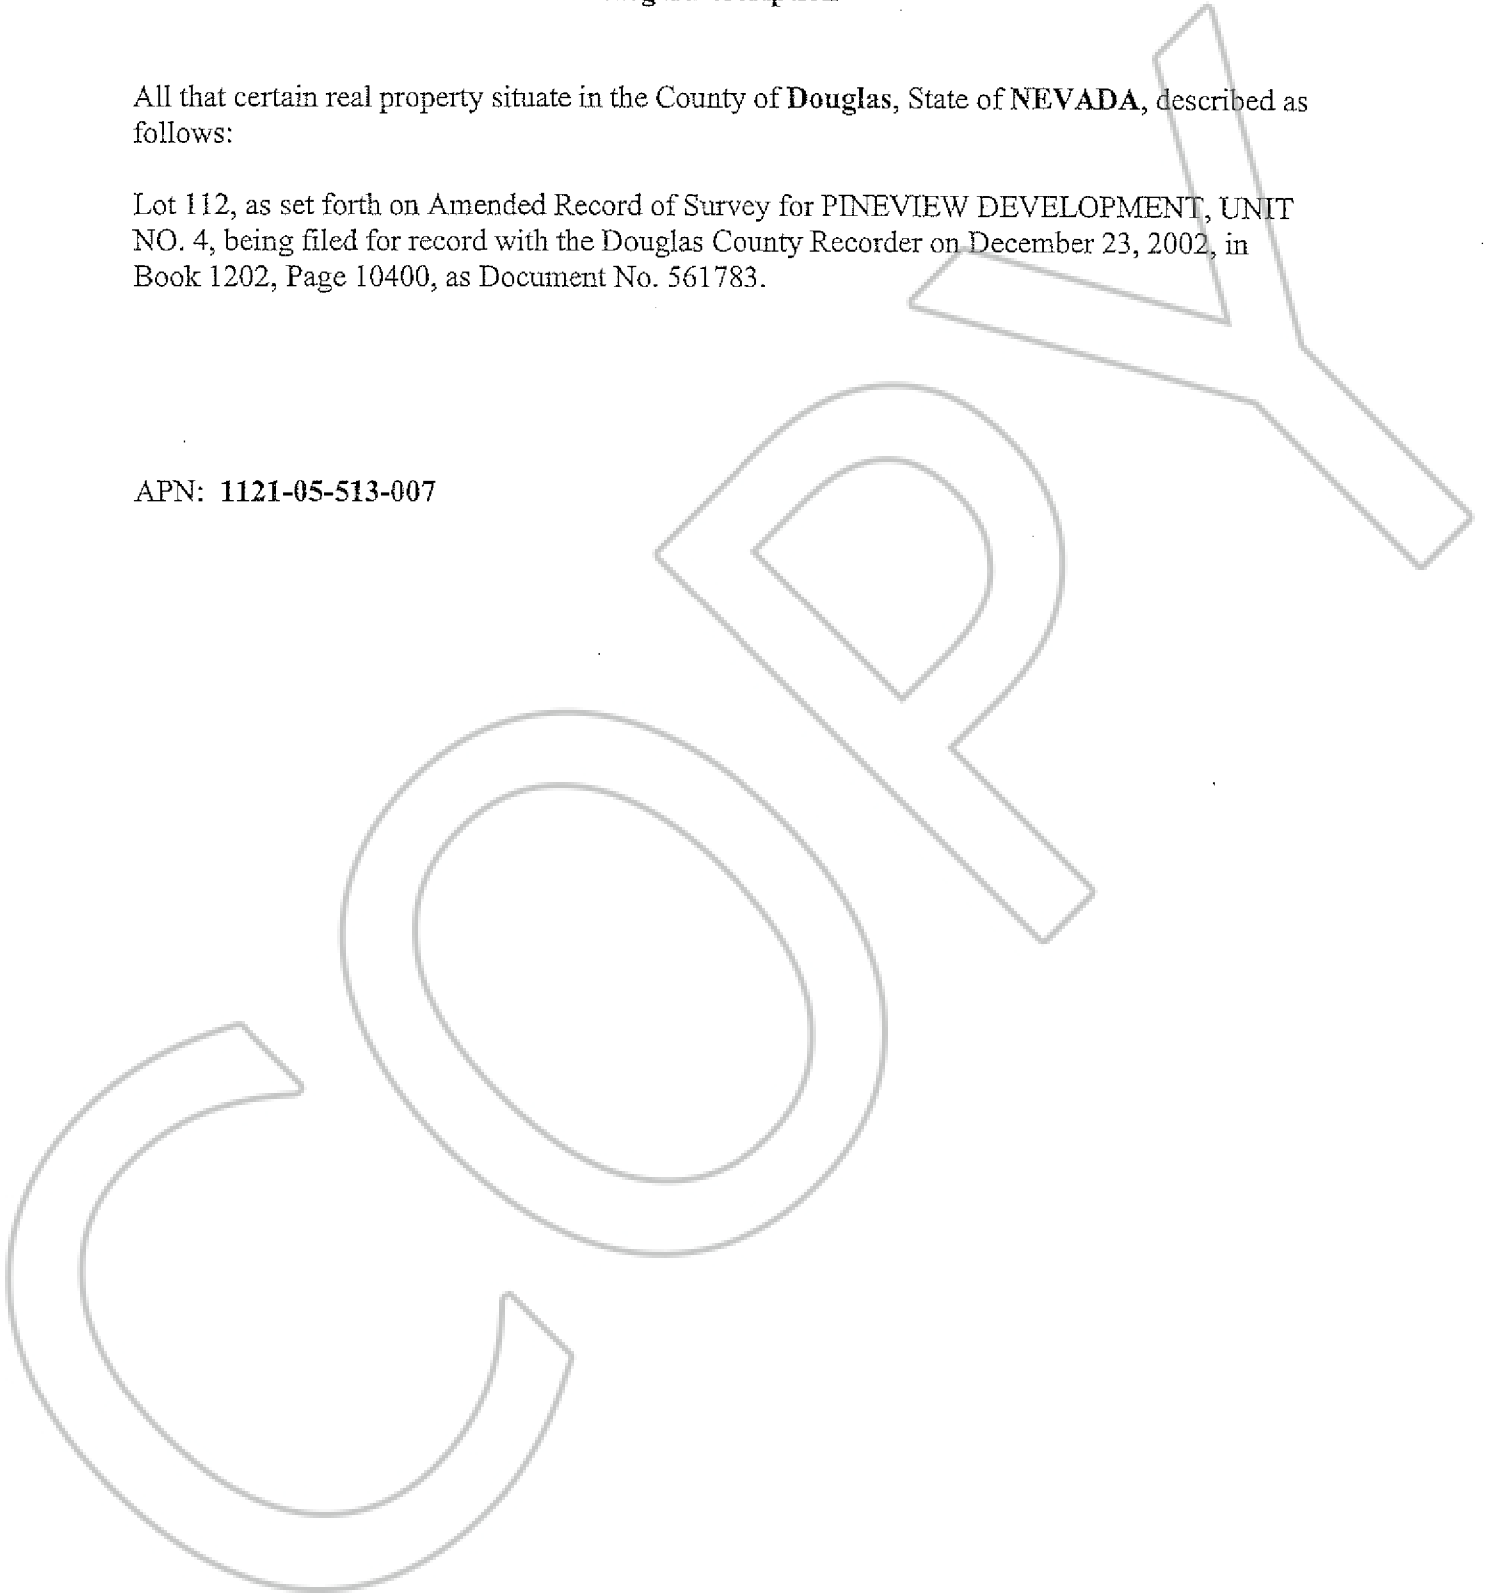 All that certain real property situate in the County of Douglas, State of NEVADA, described as
follows:
Lot 112, as set forth on Amended Record of Survey for PINEVIEW DEVELOPMENT, UNIT
NO. 4, being filed for record with the Douglas County Recorder on December 23, 2002, in
Book 1202, Page 10400, as Document No. 561783.
APN: 1121-05-513-007
COPY